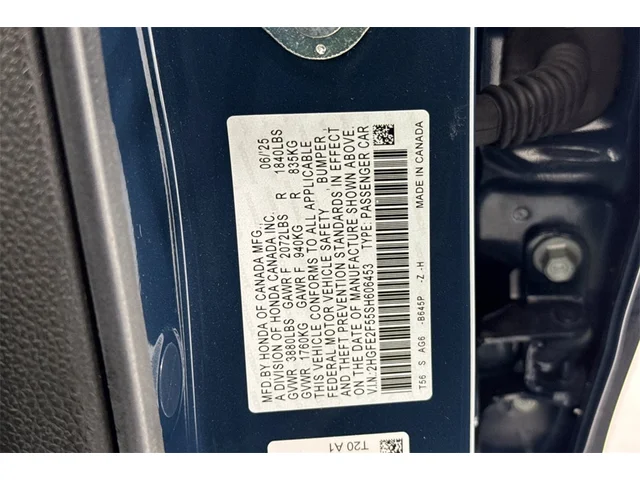 MFD.BY HONDA OF CANADA MFG., 06/'25
A DIVISION OF HONDA CANADA INC.
GVWR 3880LBS GAWR F 2072LBS R 1840LBS
GVWR 1760KG GAWR F 940KG R 835KG
THIS VEHICLE CONFORMS TO ALL APPLICABLE
FEDERAL MOTOR VEHICLE SAFETY, BUMPER,
AND THEFT PREVENTION STANDARDS IN EFFECT
ON THE DATE OF MANUFACTURE SHOWN ABOVE.
V.I.N.:2HGFE2F55SH606453 TYPE: PASSENGER CAR
T56 S AG6 -B645P -Z -H MADE IN CANADA
T20 A1